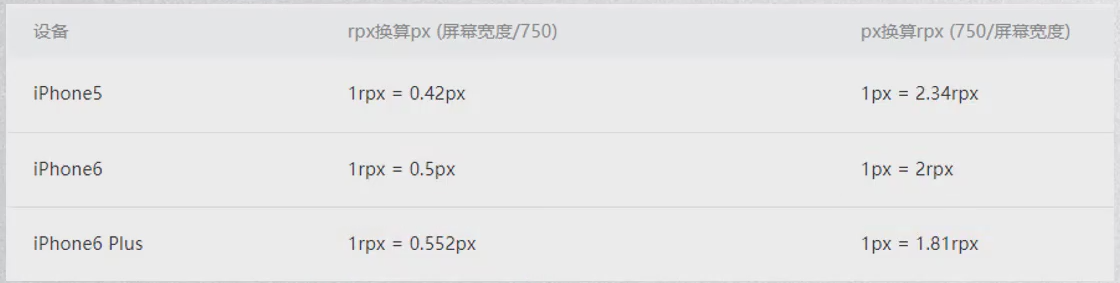 设备 rpx换算px (屏幕宽度/750) px换算rpx (750/屏幕宽度)
iPhone5 1rpx = 0.42px 1px = 2.34rpx
iPhone6 1rpx = 0.5px 1px = 2rpx
iPhone6 Plus 1rpx = 0.552px 1px = 1.81rpx